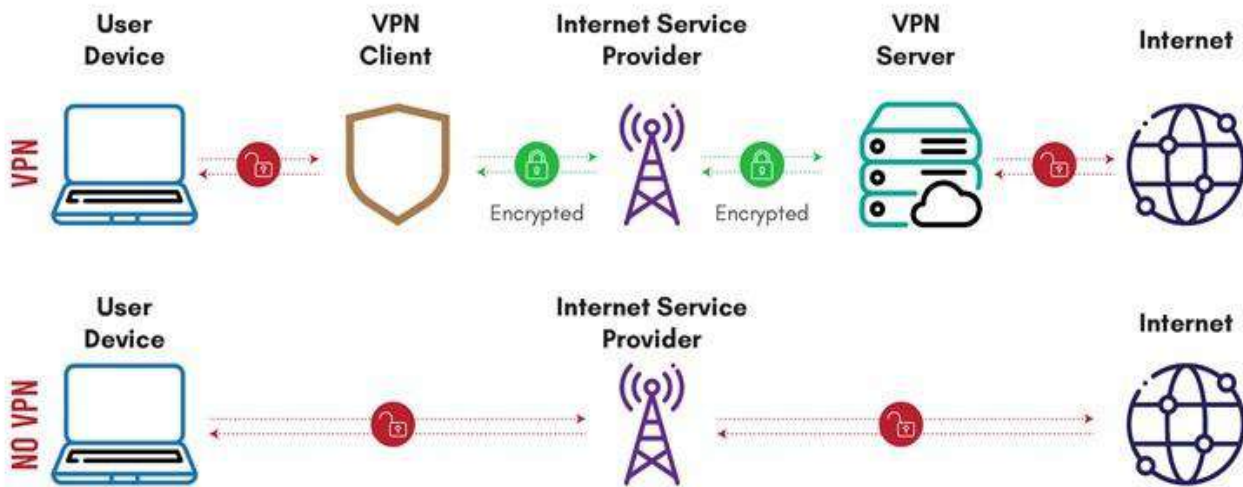 User
Device
VPN
Client
Internet Service
Provider
VPN
Server
Internet
VPN
Encrypted
Encrypted
User
Device
Internet Service
Provider
Internet
NO VPN